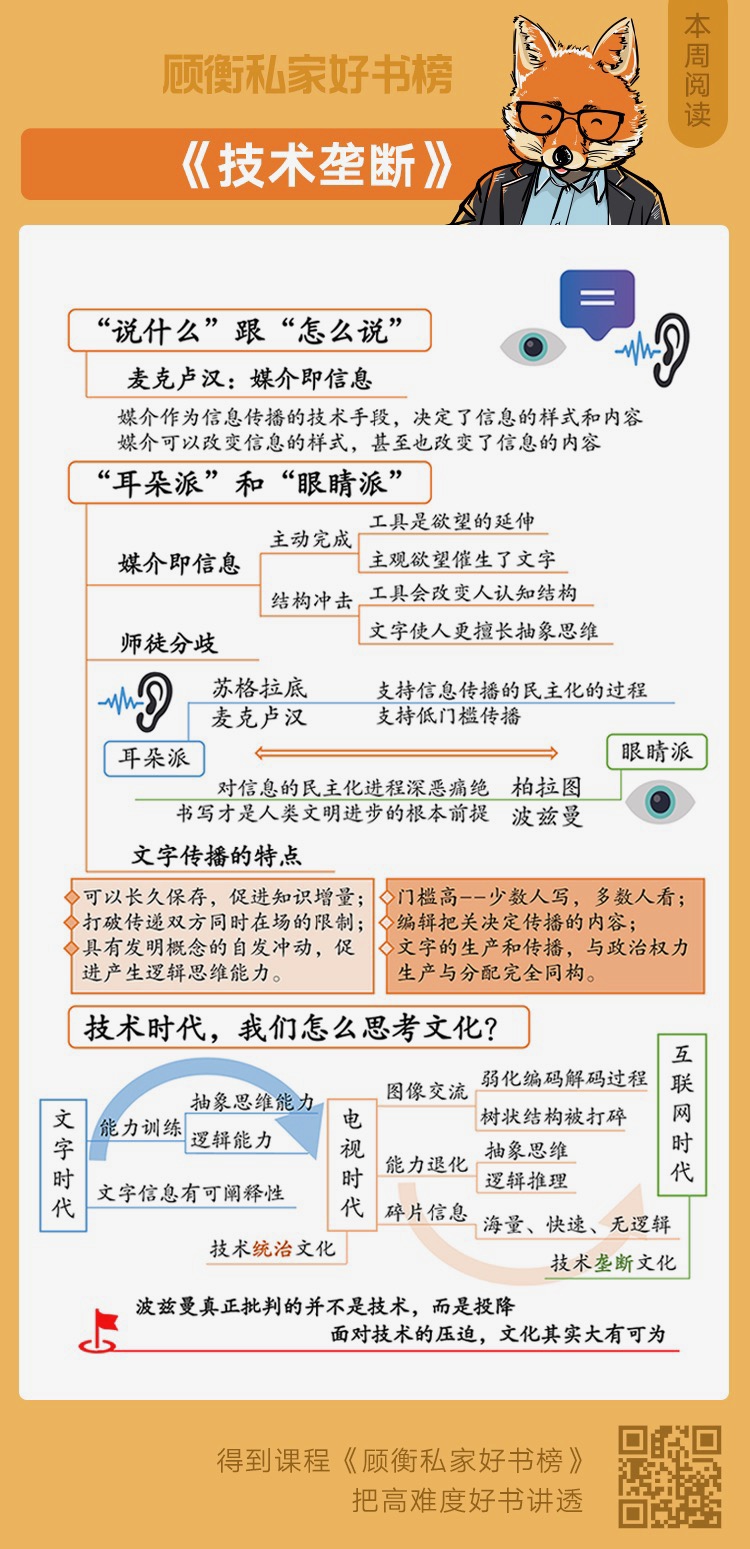 本周阅读
顾衡私家好书榜
《技术垄断》
“说什么”跟“怎么说”
麦克卢汉：媒介即信息
媒介作为信息传播的技术手段，决定了信息的样式和内容
媒介可以改变信息的样式，甚至也改变了信息的内容
“耳朵派”和“眼睛派”
媒介即信息
主动完成
工具是欲望的延伸
主观欲望催生了文字
结构冲击
工具会改变人认知结构
文字使人更擅长抽象思维
师徒分歧
苏格拉底
支持信息传播的民主化的过程
麦克卢汉
支持低门槛传播
耳朵派
眼睛派
对信息的民主化进程深恶痛绝
柏拉图
书写才是人类文明进步的根本前提
波兹曼
文字传播的特点
可以长久保存，促进知识增量；
打破传递双方同时在场的限制；
具有发明概念的自发冲动，促
进产生逻辑思维能力。
门槛高--少数人写，多数人看；
编辑把关决定传播的内容；
文字的生产和传播，与政治权力
生产与分配完全同构。
技术时代，我们怎么思考文化？
文字时代
能力训练
抽象思维能力
逻辑能力
文字信息有可阐释性
电视时代
技术统治文化
图像交流
弱化编码解码过程
树状结构被打碎
能力退化
抽象思维
逻辑推理
碎片信息
海量、快速、无逻辑
互联网时代
技术垄断文化
波兹曼真正批判的并不是技术，而是投降
面对技术的压迫，文化其实大有可为
得到课程《顾衡私家好书榜》
把高难度好书讲透